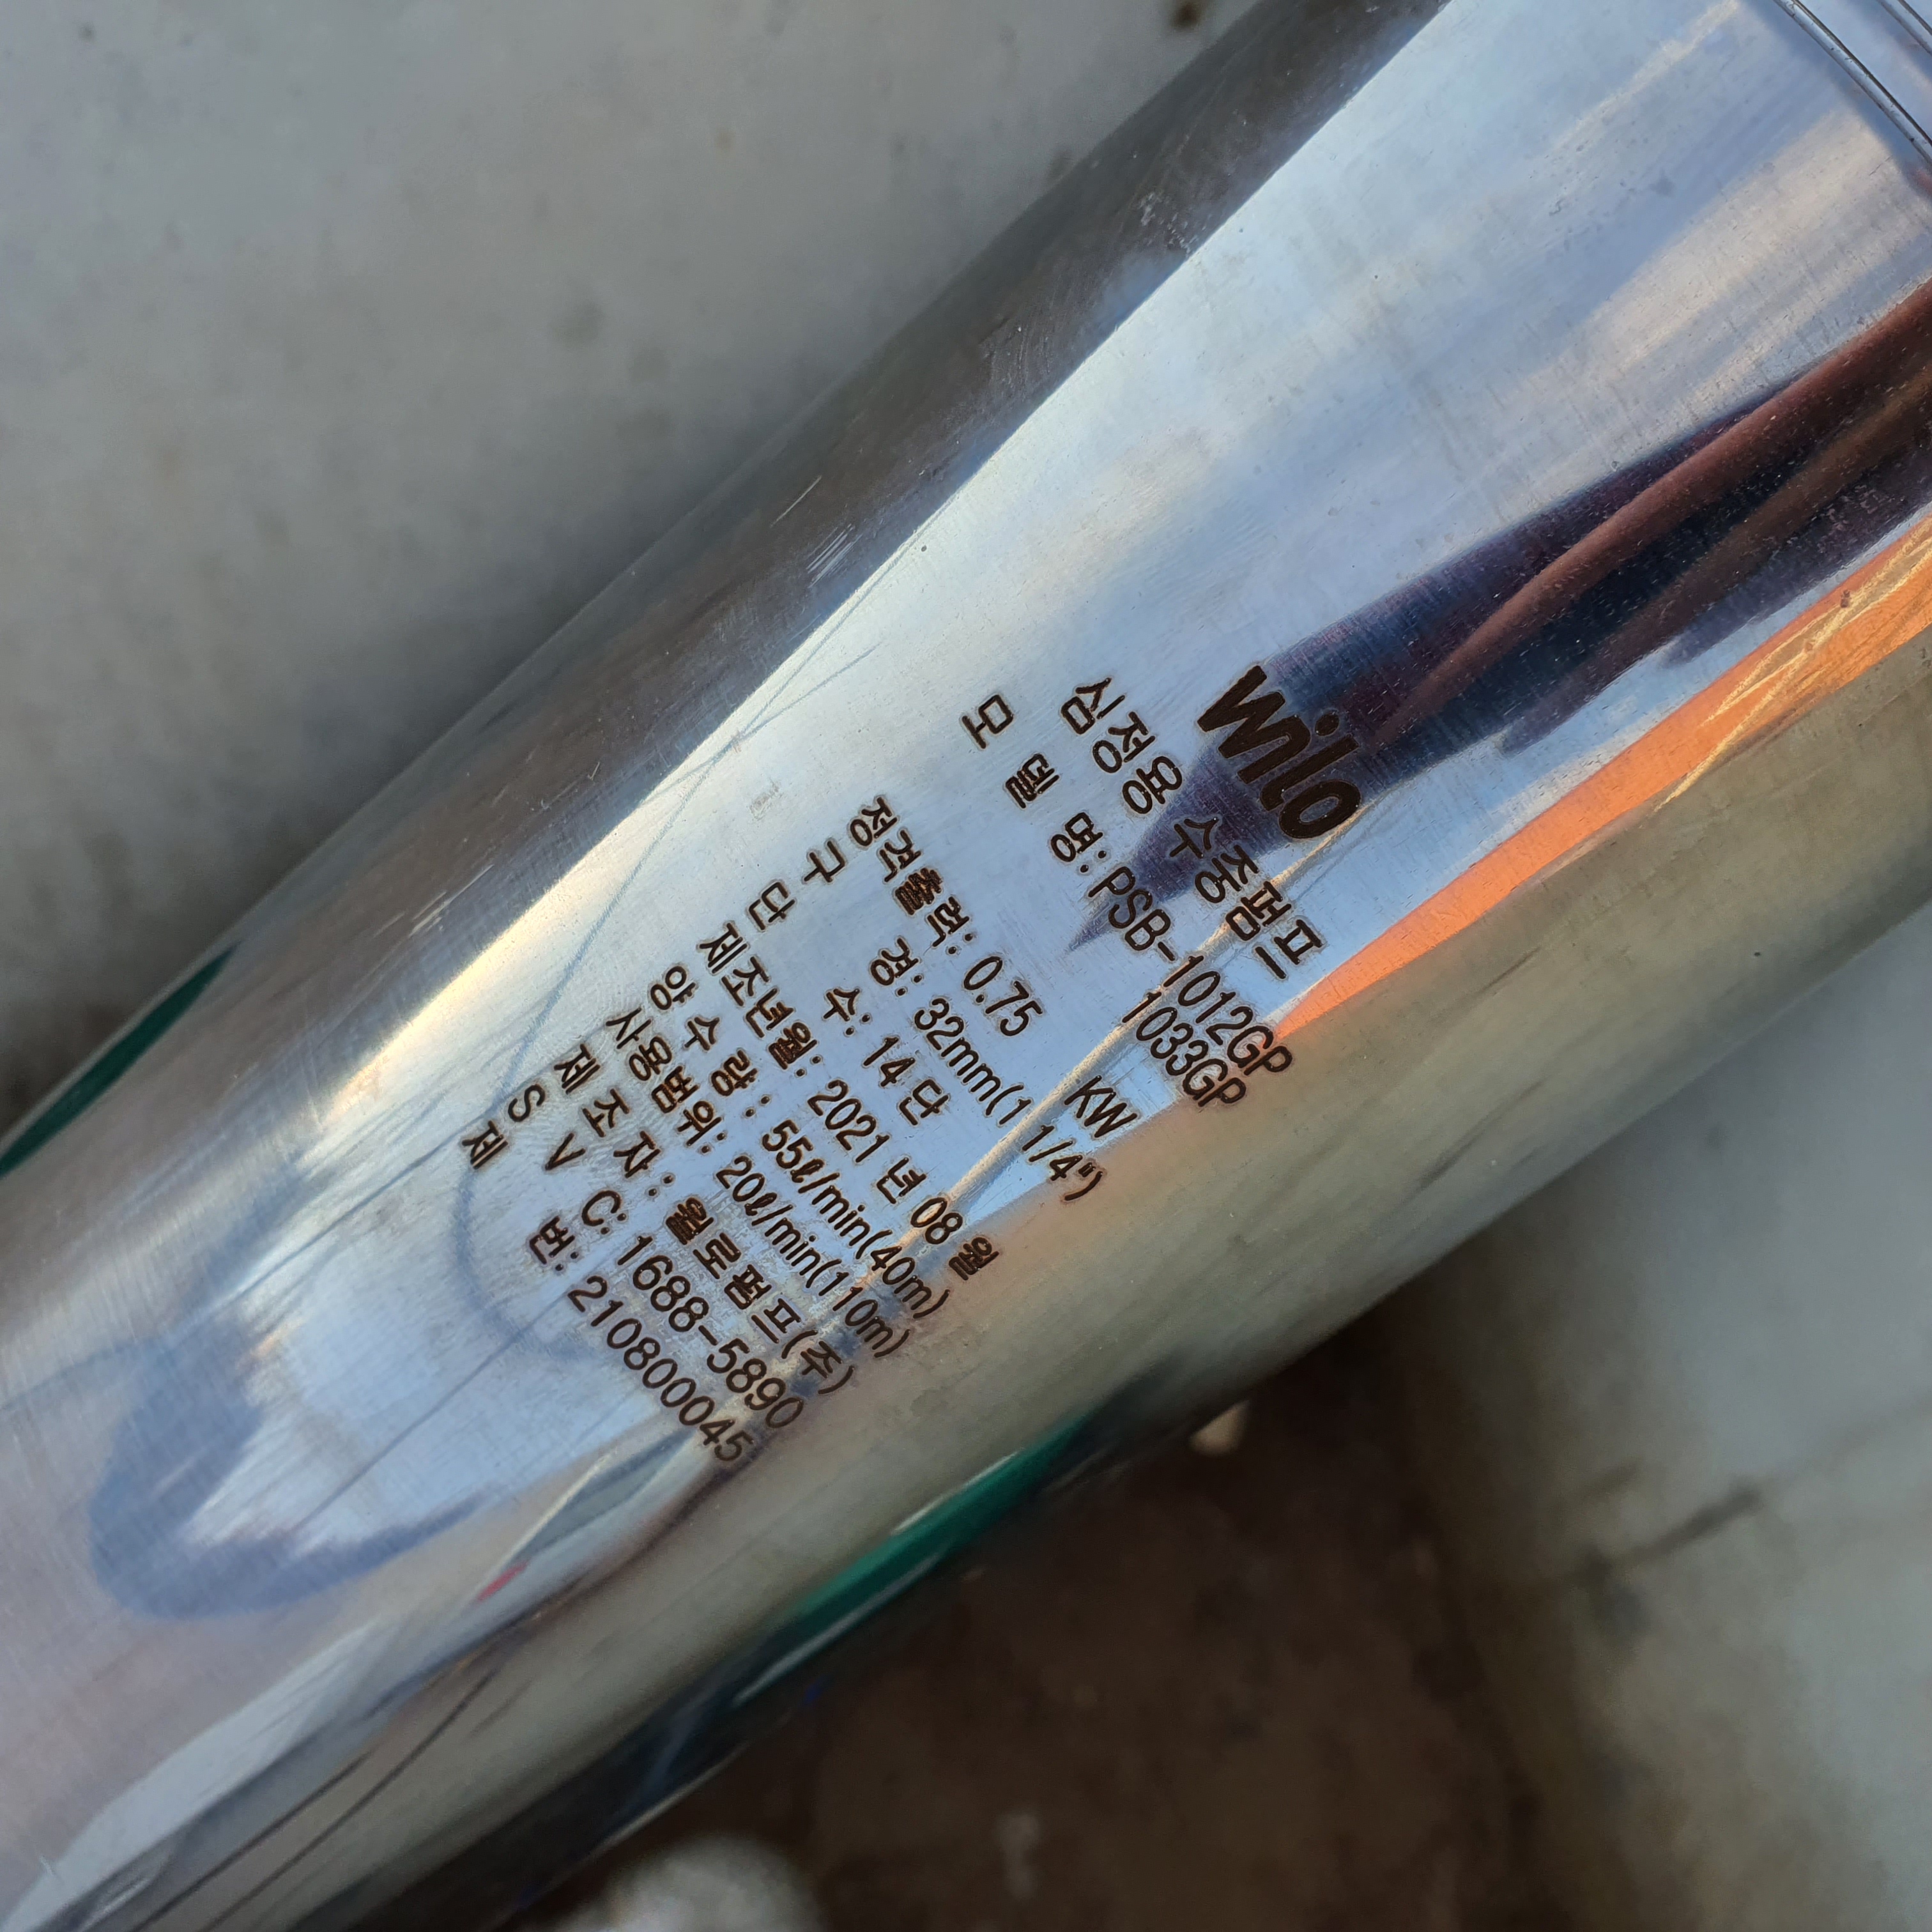 wilo
심정용 수중펌프
모 델 명: PSB-1012GP
1033GP
정격출력: 0.75 KW
구 경: 32mm(1 1/4")
단 수: 14 단
제조년월: 2021 년 08 월
양 수 량 : 55ℓ/min(40m)
사용범위: 20ℓ/min(110m)
제 조 자 : 윌로펌프(주)
S V C: 1688-5890
제 번: 210800045